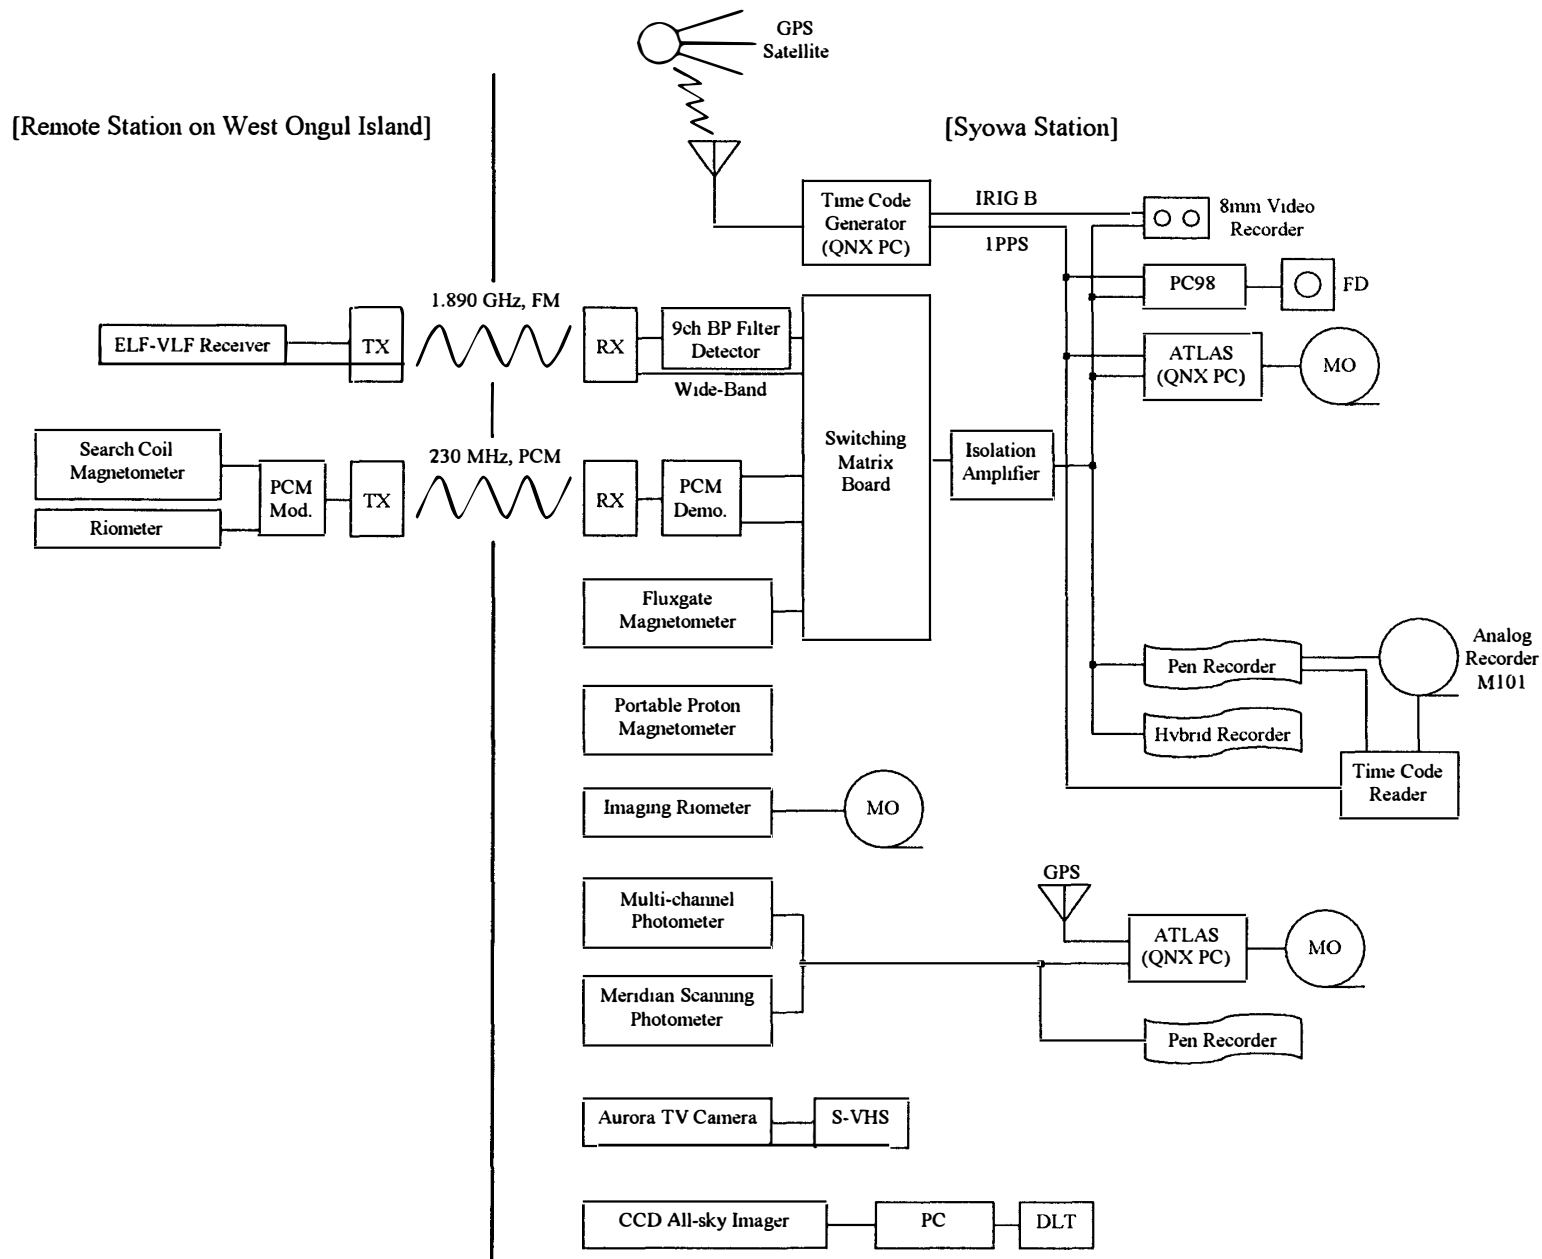 GPS
Satellite
[Remote Station on West Ongul Island]
[Syowa Station]
Time Code
Generator
(QNX PC)
IRIG B
1PPS
8mm Video
Recorder
PC98
FD
1.890 GHz, FM
ELF-VLF Receiver
TX
RX
9ch BP Filter
Detector
Wide-Band
ATLAS
(QNX PC)
MO
Switching
Matrix
Board
Isolation
Amplifier
Search Coil
Magnetometer
Riometer
PCM
Mod.
TX
230 MHz, PCM
RX
PCM
Demo.
Fluxgate
Magnetometer
Pen Recorder
Analog
Recorder
M101
Portable Proton
Magnetometer
Hybrid Recorder
Time Code
Reader
Imaging Riometer
MO
Multi-channel
Photometer
GPS
ATLAS
(QNX PC)
MO
Meridian Scanning
Photometer
Pen Recorder
Aurora TV Camera
S-VHS
CCD All-sky Imager
PC
DLT